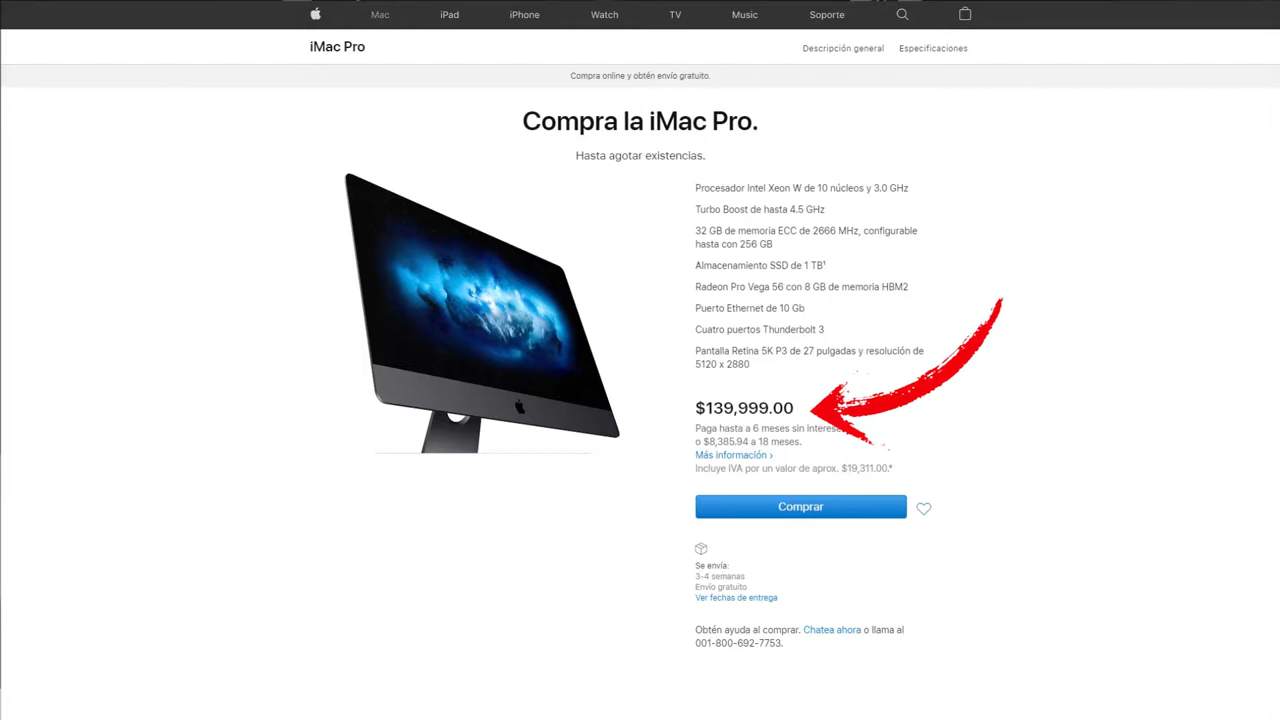 Mac
iPad
iPhone
Watch
TV
Music
Soporte
iMac Pro
Descripción general
Especificaciones
Compra online y obtén envío gratuito.
Compra la iMac Pro.
Hasta agotar existencias.
Procesador Intel Xeon W de 10 núcleos y 3.0 GHz
Turbo Boost de hasta 4.5 GHz
32 GB de memoria ECC de 2666 MHz, configurable
hasta con 256 GB
Almacenamiento SSD de 1 TB¹
Radeon Pro Vega 56 con 8 GB de memoria HBM2
Puerto Ethernet de 10 Gb
Cuatro puertos Thunderbolt 3
Pantalla Retina 5K P3 de 27 pulgadas y resolución de
5120 x 2880
$139,999.00
Paga hasta a 6 meses sin interese
o $8,385.94 a 18 meses.
Más información ›
Incluye IVA por un valor de aprox. $19,311.00.*
Comprar
Se envía:
3-4 semanas
Envío gratuito
Ver fechas de entrega
Obtén ayuda al comprar. Chatea ahora o llama al
001-800-692-7753.